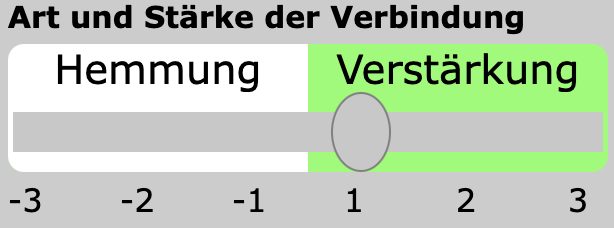 Art und Stärke der Verbindung
Hemmung Verstärkung
-3 -2 -1 1 2 3